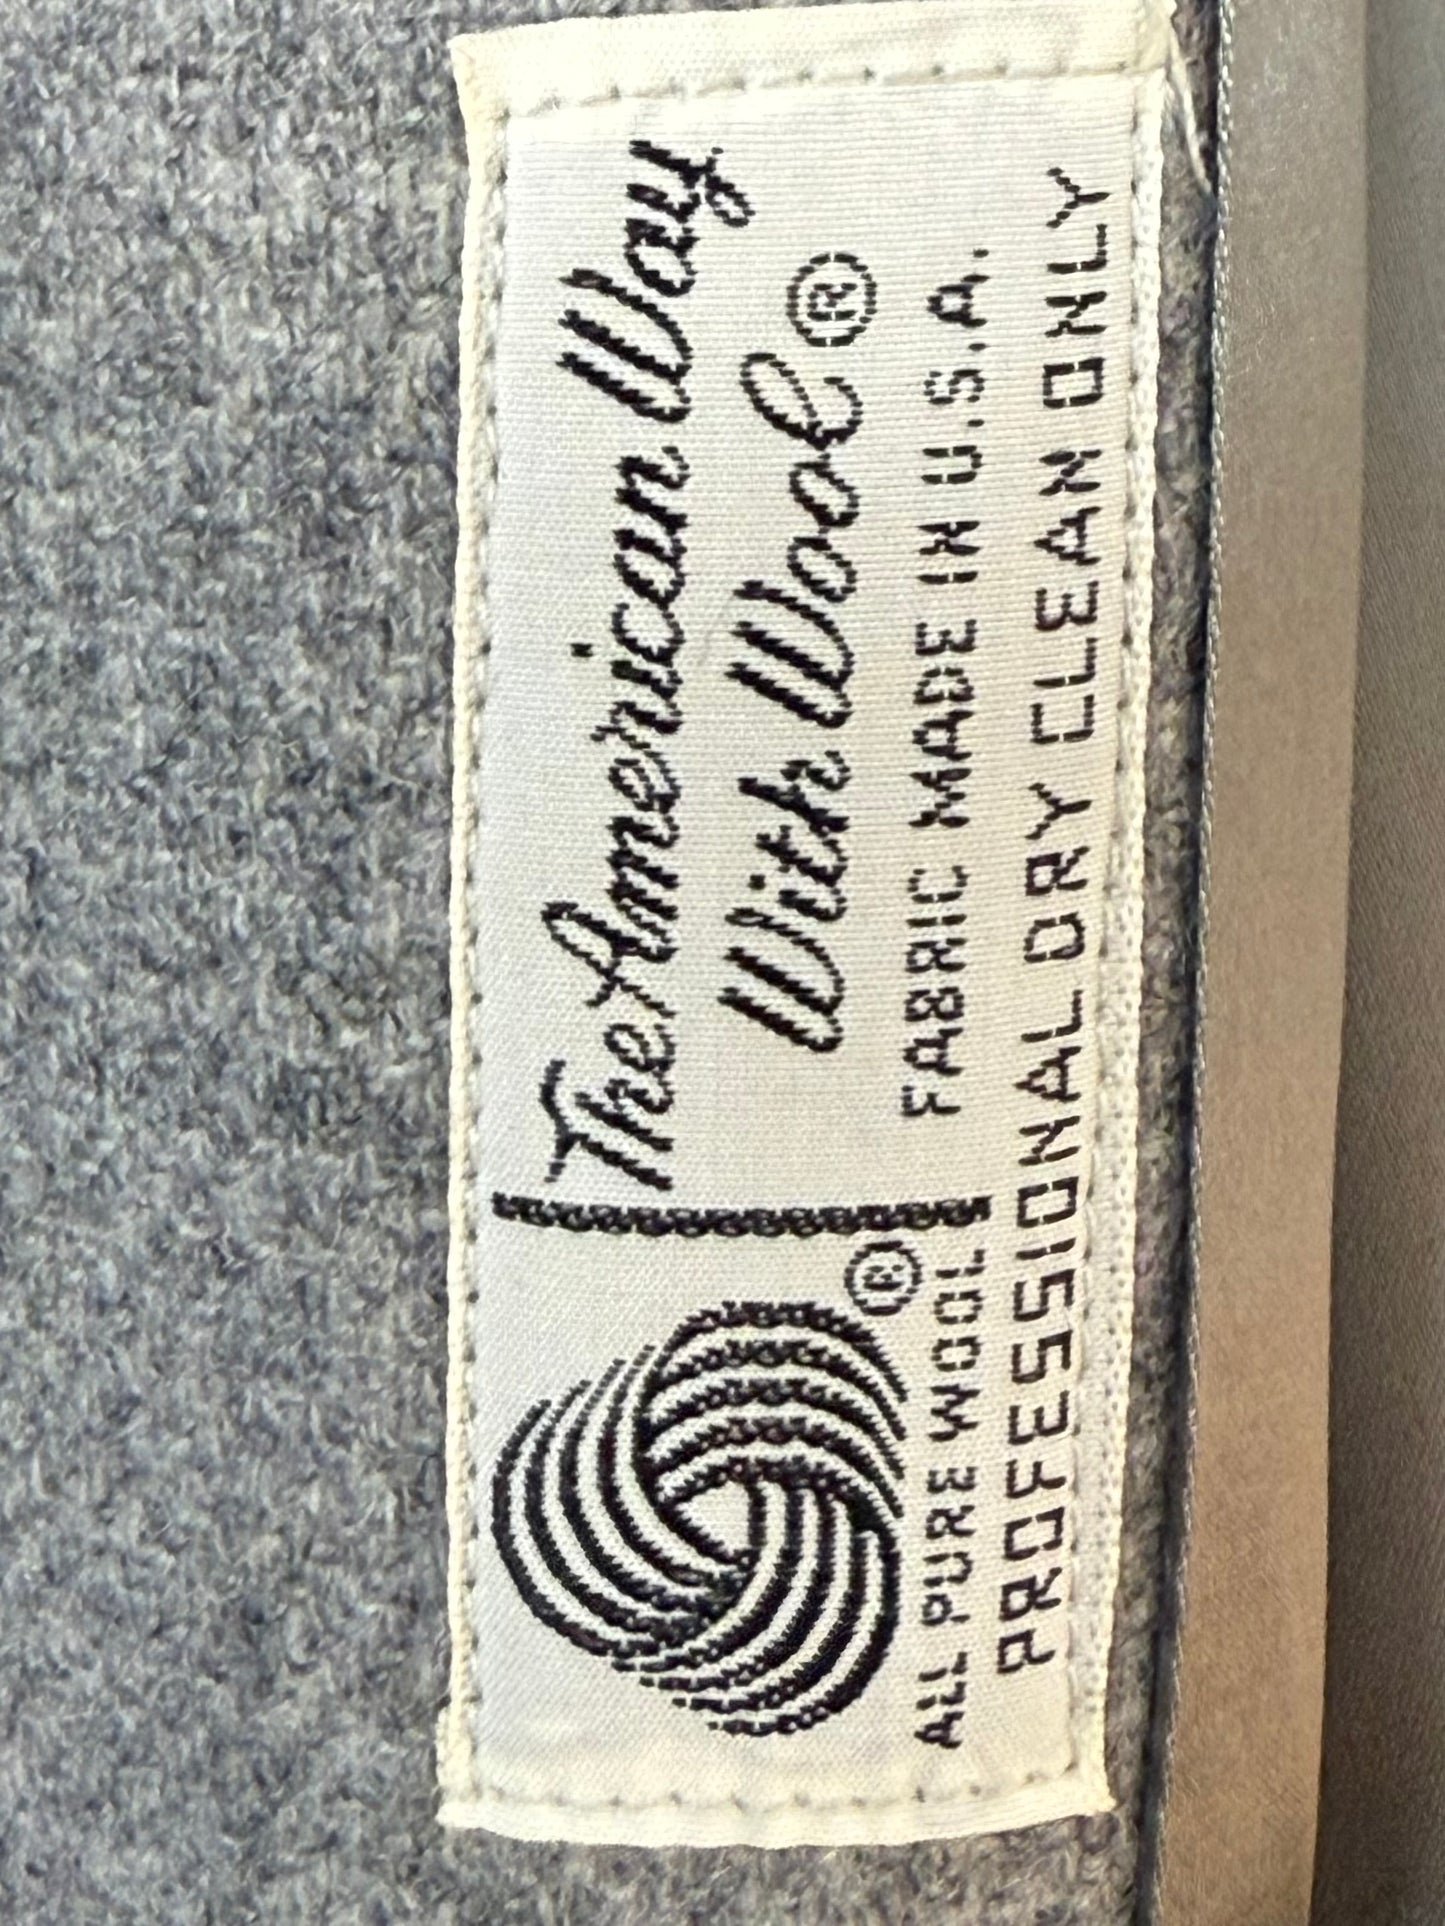 The American Way
With Wool ®
FABRIC MADE IN U.S.A.
®
ALL PURE WOOL
PROFESSIONAL DRY CLEAN ONLY